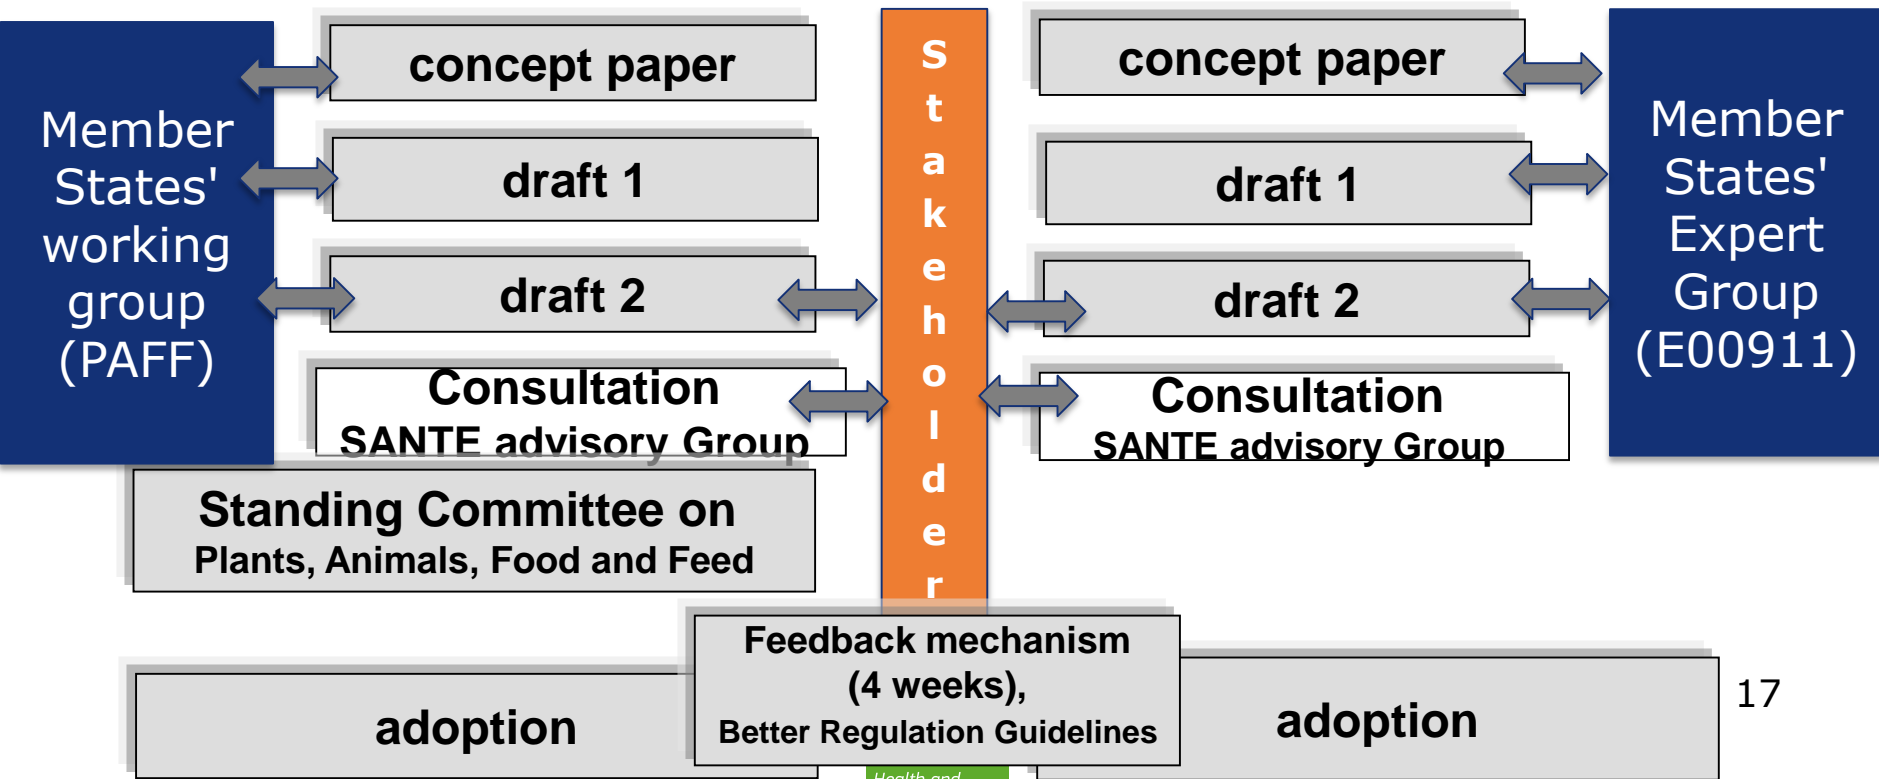 Member
States'
working
group
(PAFF)
concept paper
draft 1
draft 2
Consultation
SANTE advisory Group
Standing Committee on
Plants, Animals, Food and Feed
adoption
S
t
a
k
e
h
o
l
d
e
r
Feedback mechanism
(4 weeks),
Better Regulation Guidelines
Health and
concept paper
draft 1
draft 2
Consultation
SANTE advisory Group
adoption
Member
States'
Expert
Group
(E00911)
17